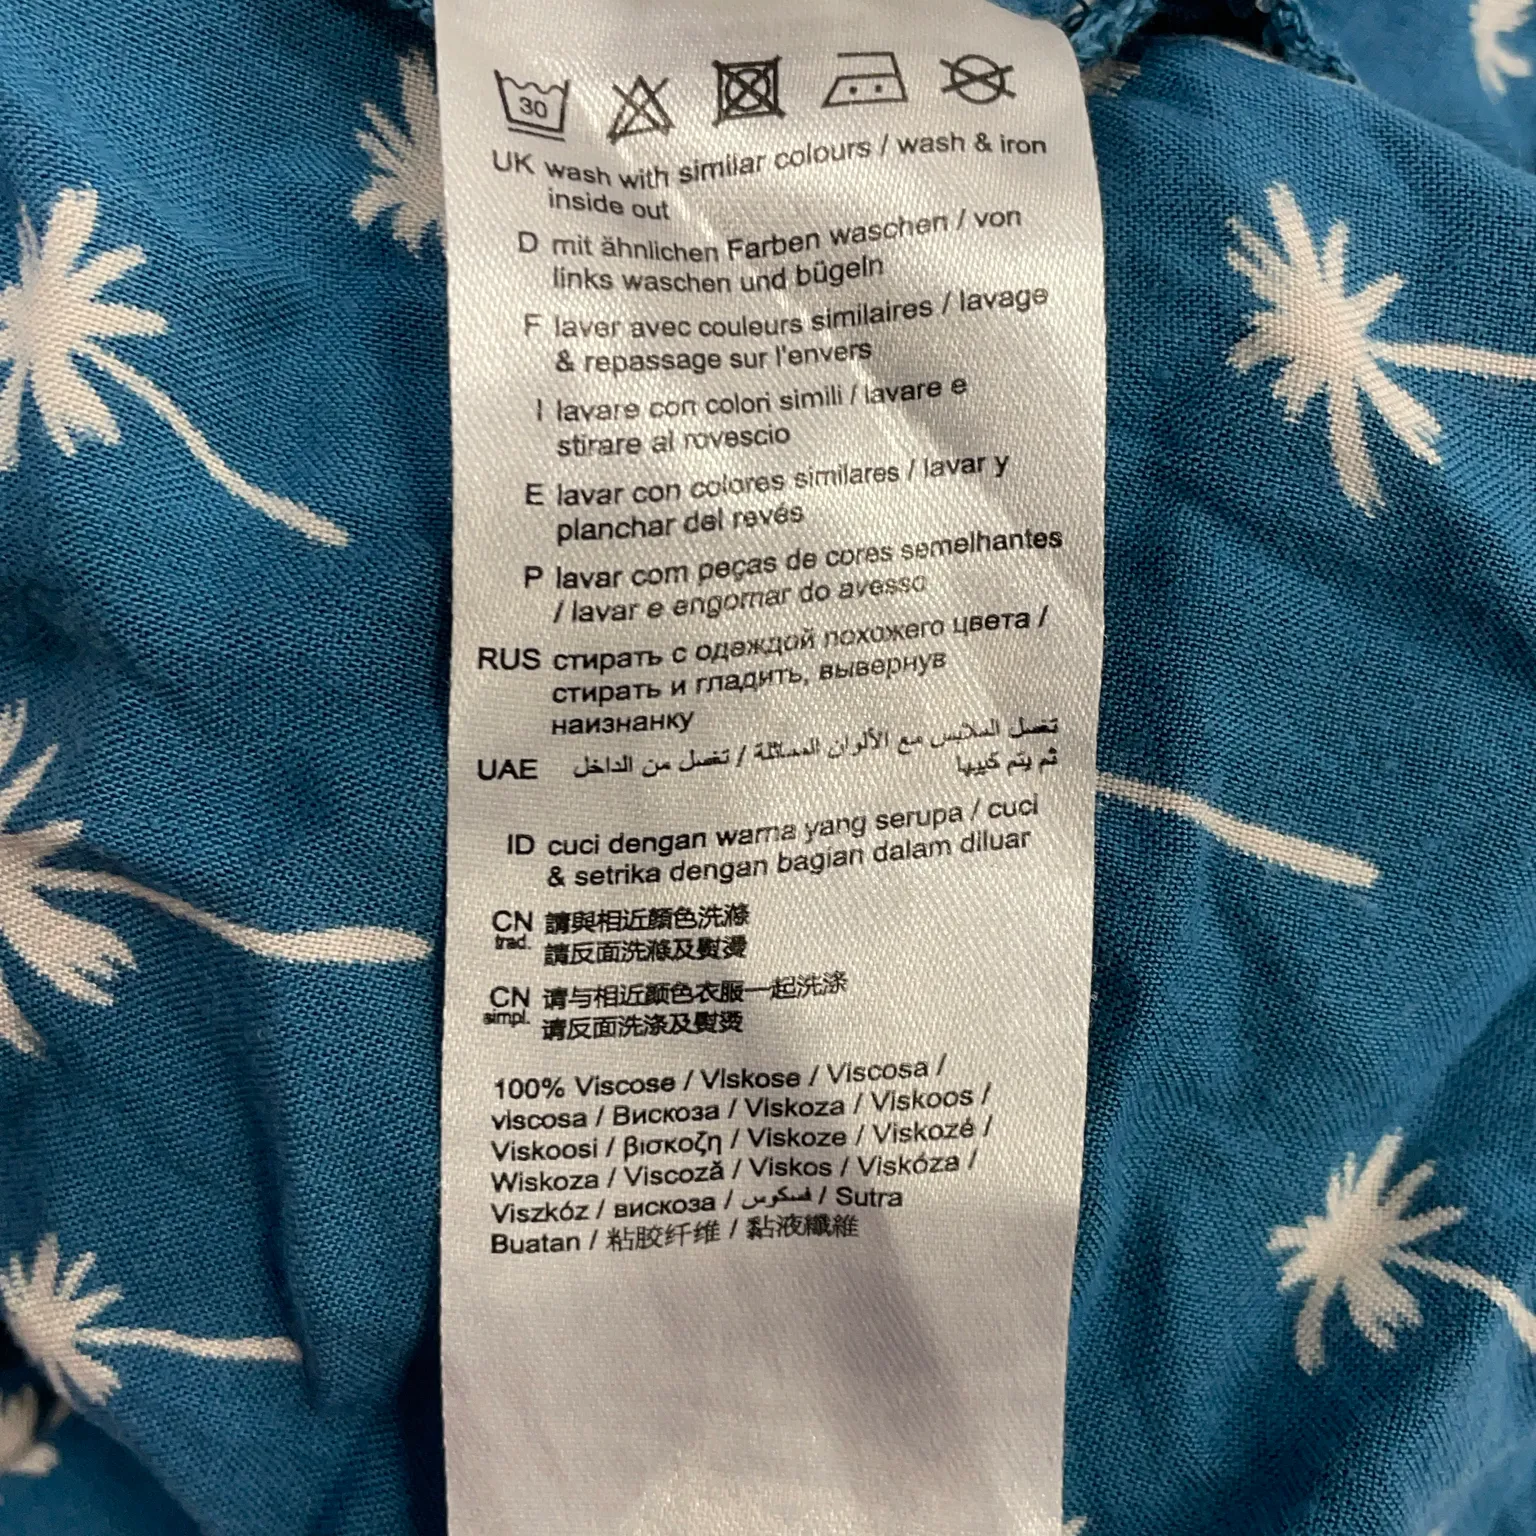 30
UK wash with similar colours / wash & iron
inside out
D mit ähnlichen Farben waschen / von
links waschen und bügeln
F laver avec couleurs similaires / lavage
& repassage sur l'envers
I lavare con colori simili / lavare e
stirare al rovescio
E lavar con colores similares / lavar y
planchar del revés
P lavar com peças de cores semelhantes
/ lavar e engomar do avesso
RUS стирать с одеждой похожего цвета /
стирать и гладить, вывернув
наизнанку
UAE تغسل الملابس مع الألوان المماثلة / تغسل من الداخل
ثم يتم كيها
ID cuci dengan warna yang serupa / cuci
& setrika dengan bagian dalam diluar
CN trad. 請與相近顏色洗滌
請反面洗滌及熨燙
CN simpl. 请与相近颜色衣服一起洗涤
请反面洗涤及熨烫
100% Viscose / Viskose / Viscosa /
viscosa / Вискоза / Viskoza / Viskoos /
Viskoosi / βισκοζη / Viskoze / Viskozé /
Wiskoza / Viscoză / Viskos / Viskóza /
Viszkóz / вискоза / فسكوس / Sutra
Buatan / 粘胶纤维 / 黏液纖維